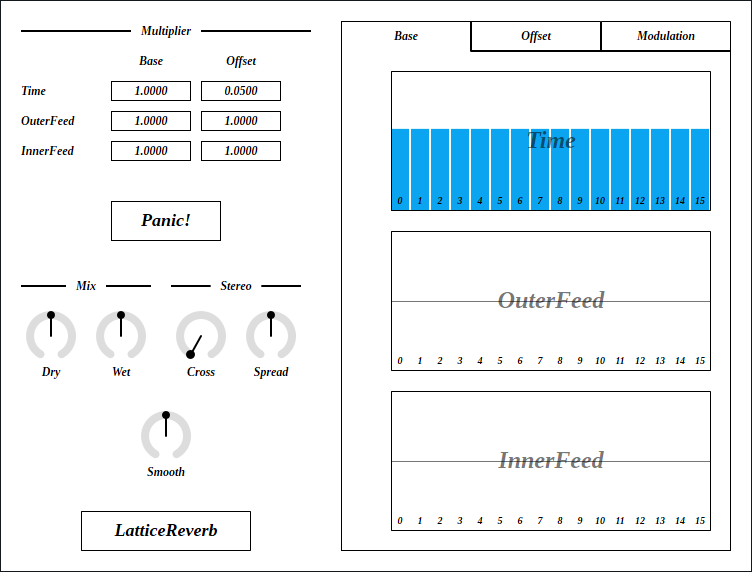 Multiplier
Base Offset
Time 1.0000 0.0500
OuterFeed 1.0000 1.0000
InnerFeed 1.0000 1.0000
Panic!
Mix Stereo
Dry Wet Cross Spread
Smooth
LatticeReverb
Base Offset Modulation
Time
0 1 2 3 4 5 6 7 8 9 10 11 12 13 14 15
OuterFeed
0 1 2 3 4 5 6 7 8 9 10 11 12 13 14 15
InnerFeed
0 1 2 3 4 5 6 7 8 9 10 11 12 13 14 15